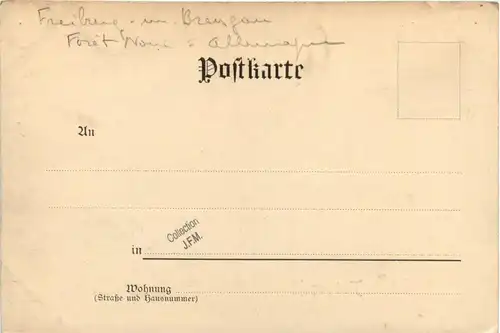 Freiburg im Breisgau
Forêt Noire = Allemagne
Postkarte
An
Collection
J.F.M.
in
Wohnung
(Straße und Hausnummer)